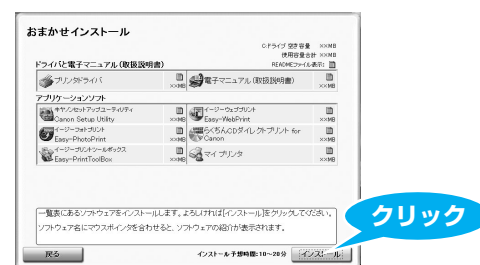 おまかせインストール
C:ドライブ 空き容量 ××MB
使用容量合計 ××MB
ドライバと電子マニュアル(取扱説明書)
READMEファイル表示:
プリンタドライバ ××MB
電子マニュアル(取扱説明書) ××MB
アプリケーションソフト
キヤノンセットアップユーティリティ
Canon Setup Utility ××MB
イージーウェブプリント
Easy-WebPrint ××MB
イージーフォトプリント
Easy-PhotoPrint ××MB
らくちんCDダイレクトプリント for
Canon ××MB
イージープリントツールボックス
Easy-PrintToolBox ××MB
マイ プリンタ ××MB
一覧表にあるソフトウェアをインストールします。よろしければ[インストール]をクリックしてください。
ソフトウェア名にマウスポインタを合わせると、ソフトウェアの紹介が表示されます。
クリック
戻る
インストール予想時間:10~20分
インストール